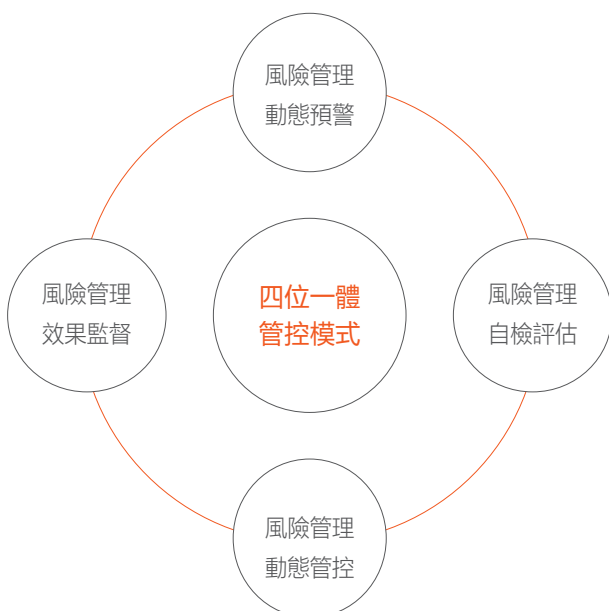 風險管理
動態預警
風險管理
效果監督
四位一體
管控模式
風險管理
自檢評估
風險管理
動態管控